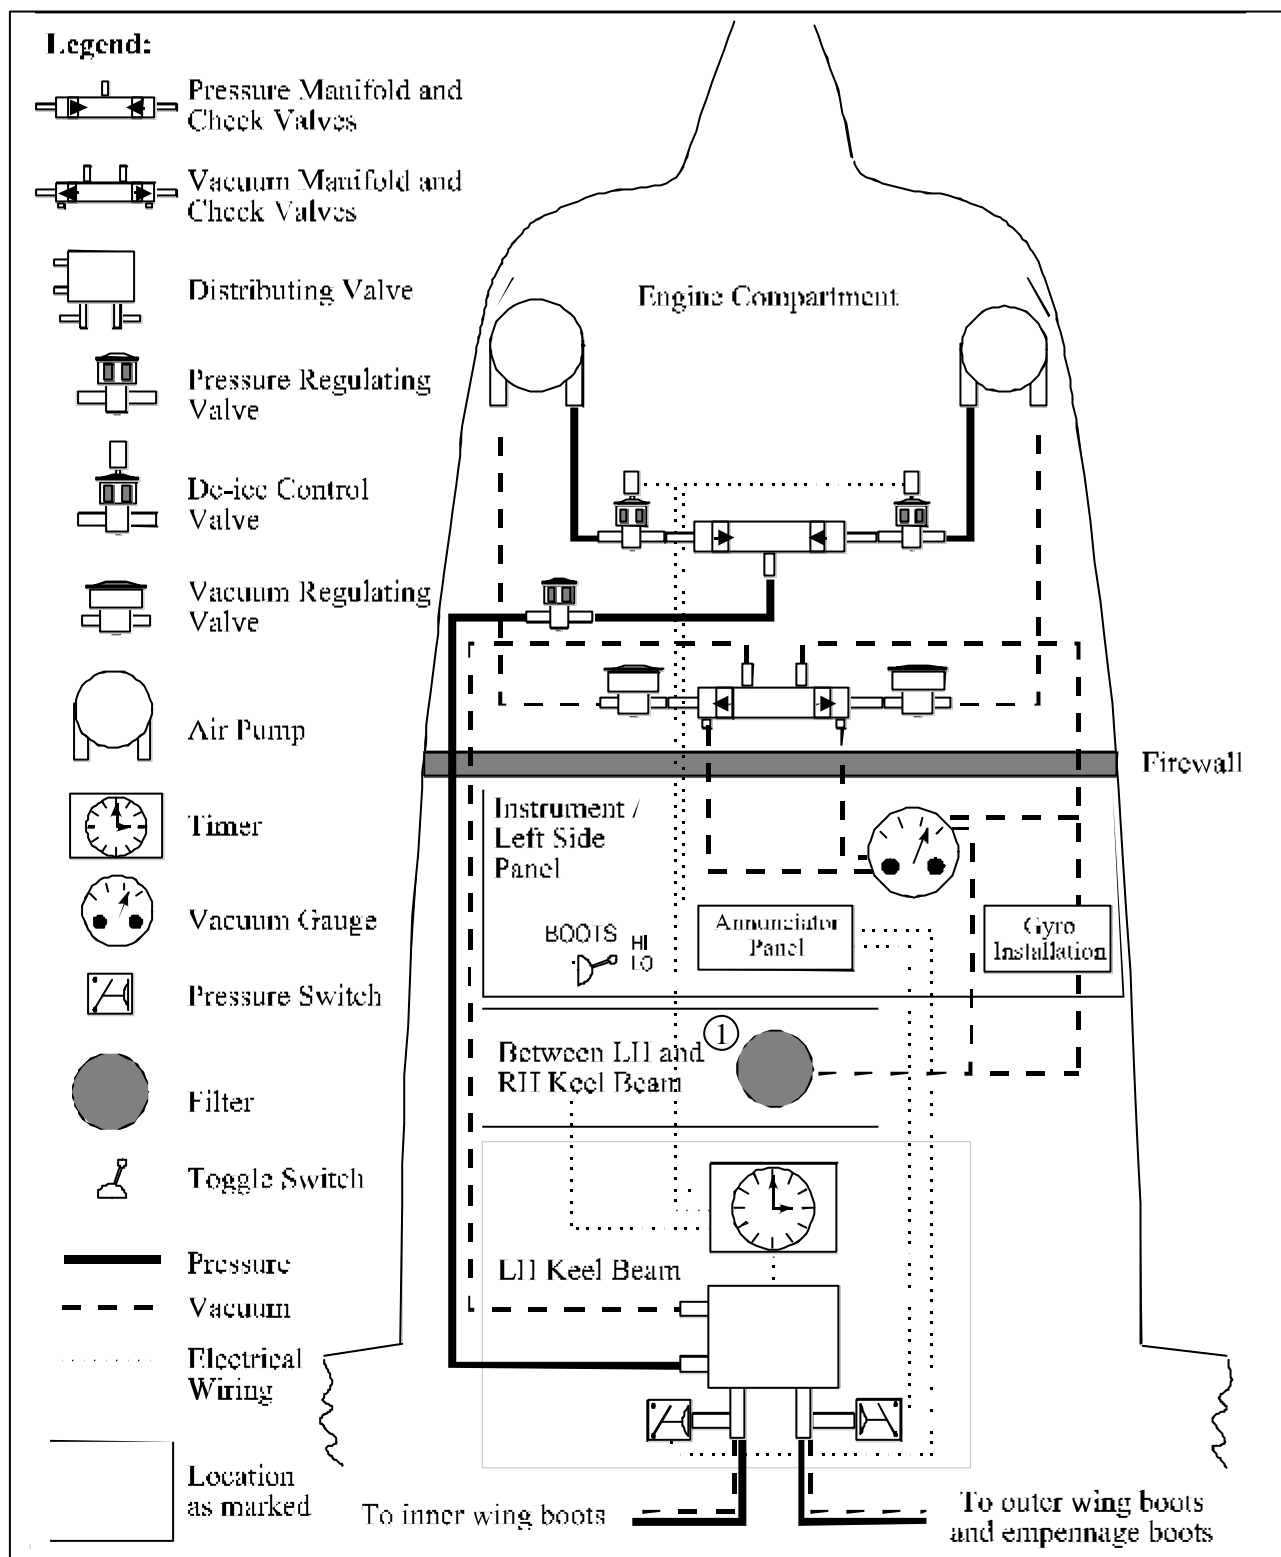 Legend:
Pressure Manifold and
Check Valves
Vacuum Manifold and
Check Valves
Distributing Valve
Pressure Regulating
Valve
De-ice Control
Valve
Vacuum Regulating
Valve
Air Pump
Timer
Vacuum Gauge
Pressure Switch
Filter
Toggle Switch
Pressure
Vacuum
Electrical
Wiring
Location
as marked
Engine Compartment
Firewall
Instrument /
Left Side
Panel
BOOTS HI
LO
Annunciator
Panel
Gyro
Installation
1
Between LH and
RH Keel Beam
LH Keel Beam
To inner wing boots
To outer wing boots
and empennage boots